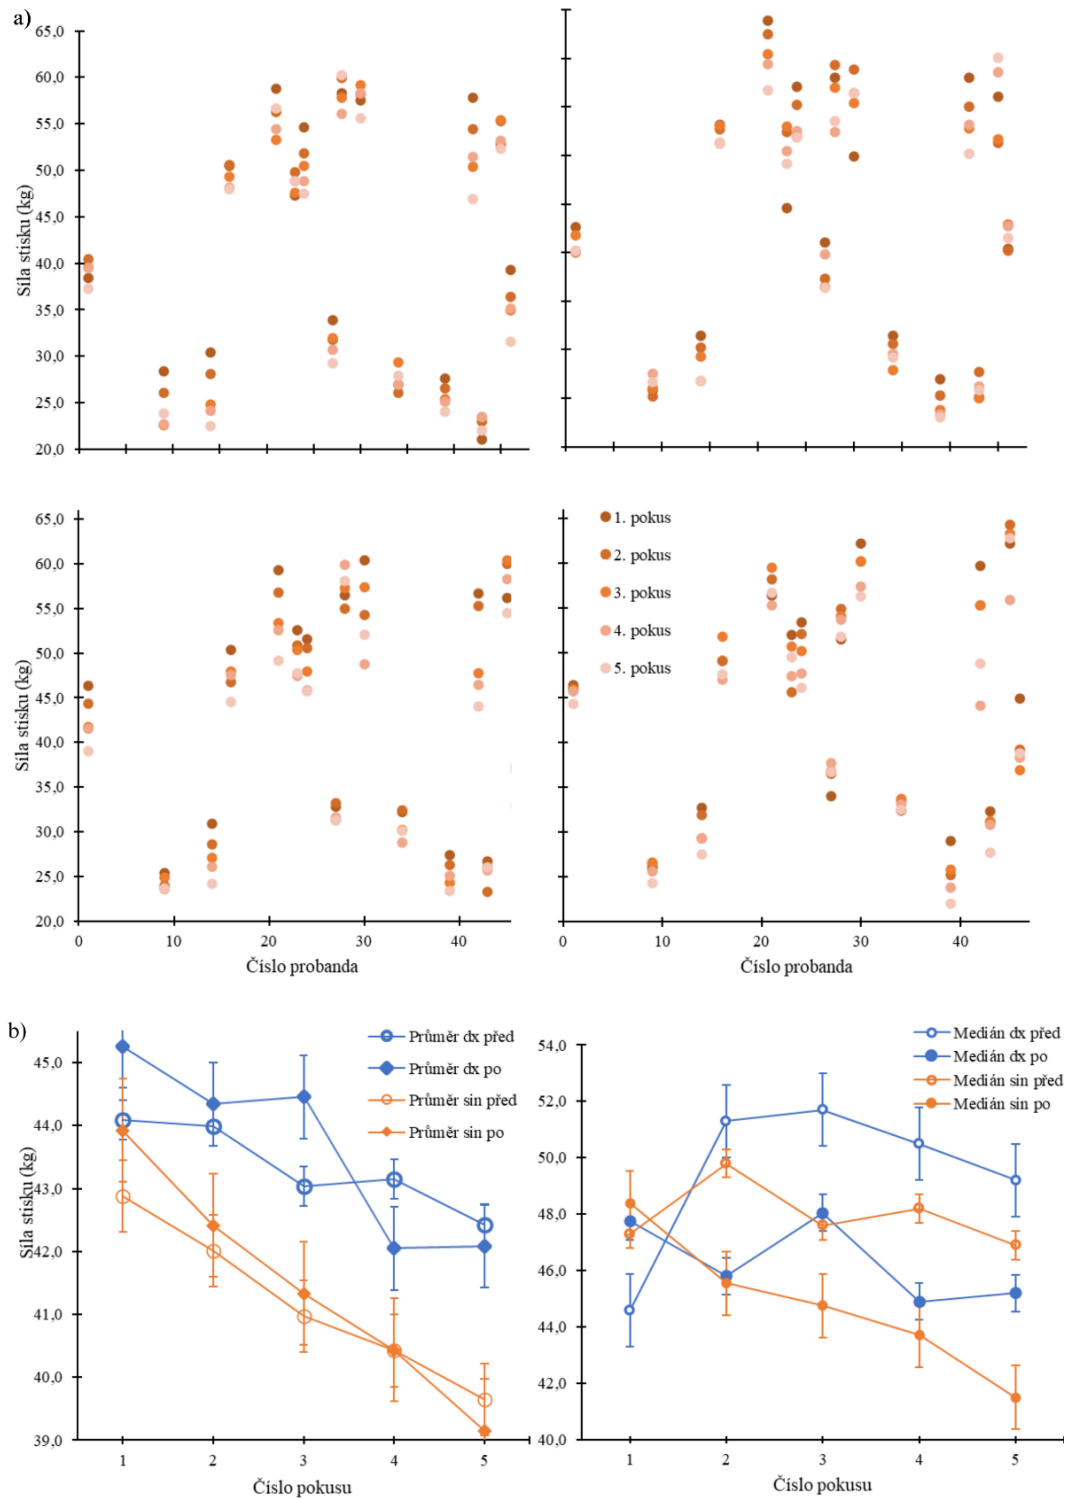 a)
65,0
60,0
55,0
50,0
45,0
40,0
35,0
30,0
25,0
20,0
Síla stisku (kg)
65,0
60,0
55,0
50,0
45,0
40,0
35,0
30,0
25,0
20,0
Síla stisku (kg)
0 10 20 30 40
Číslo probanda
1. pokus
2. pokus
3. pokus
4. pokus
5. pokus
0 10 20 30 40
Číslo probanda
b)
45,0
44,0
43,0
42,0
41,0
40,0
39,0
Síla stisku (kg)
Průměr dx před
Průměr dx po
Průměr sin před
Průměr sin po
1 2 3 4 5
Číslo pokusu
54,0
52,0
50,0
48,0
46,0
44,0
42,0
40,0
Medián dx před
Medián dx po
Medián sin před
Medián sin po
1 2 3 4 5
Číslo pokusu